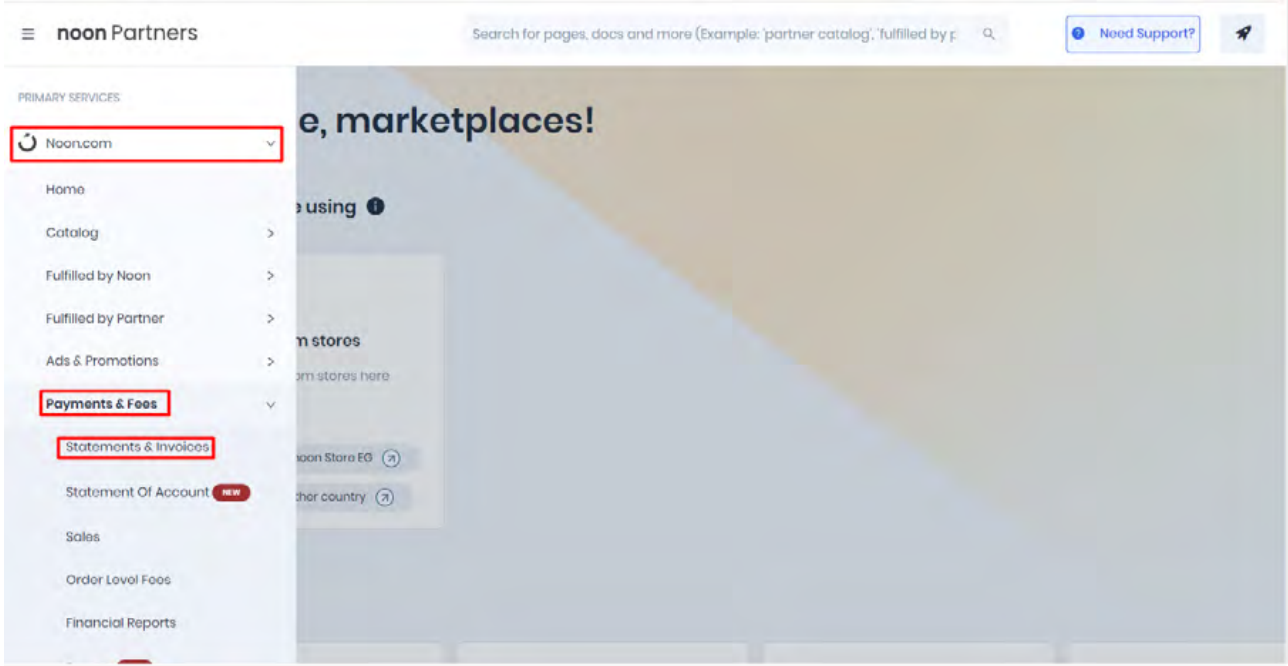 noon Partners
Search for pages, docs and more (Example: 'partner catalog', 'fulfilled by p
Need Support?
PRIMARY SERVICES
Noon.com
Home
Catalog
Fulfilled by Noon
Fulfilled by Partner
Ads & Promotions
Payments & Fees
Statements & Invoices
Statement Of Account NEW
Sales
Order Level Fees
Financial Reports
e, marketplaces!
e using
m stores
om stores here
noon Store EG
ther country